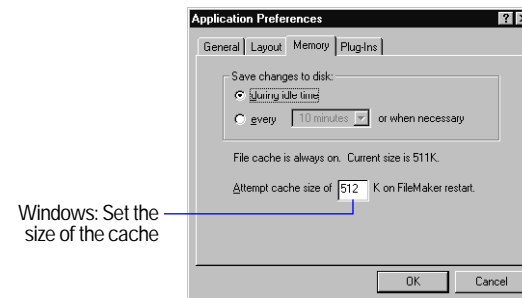 Application Preferences
General Layout Memory Plug-Ins
Save changes to disk:
during idle time
every 10 minutes or when necessary
File cache is always on. Current size is 511K.
Attempt cache size of 512 K on FileMaker restart.
Windows: Set the
size of the cache
OK Cancel